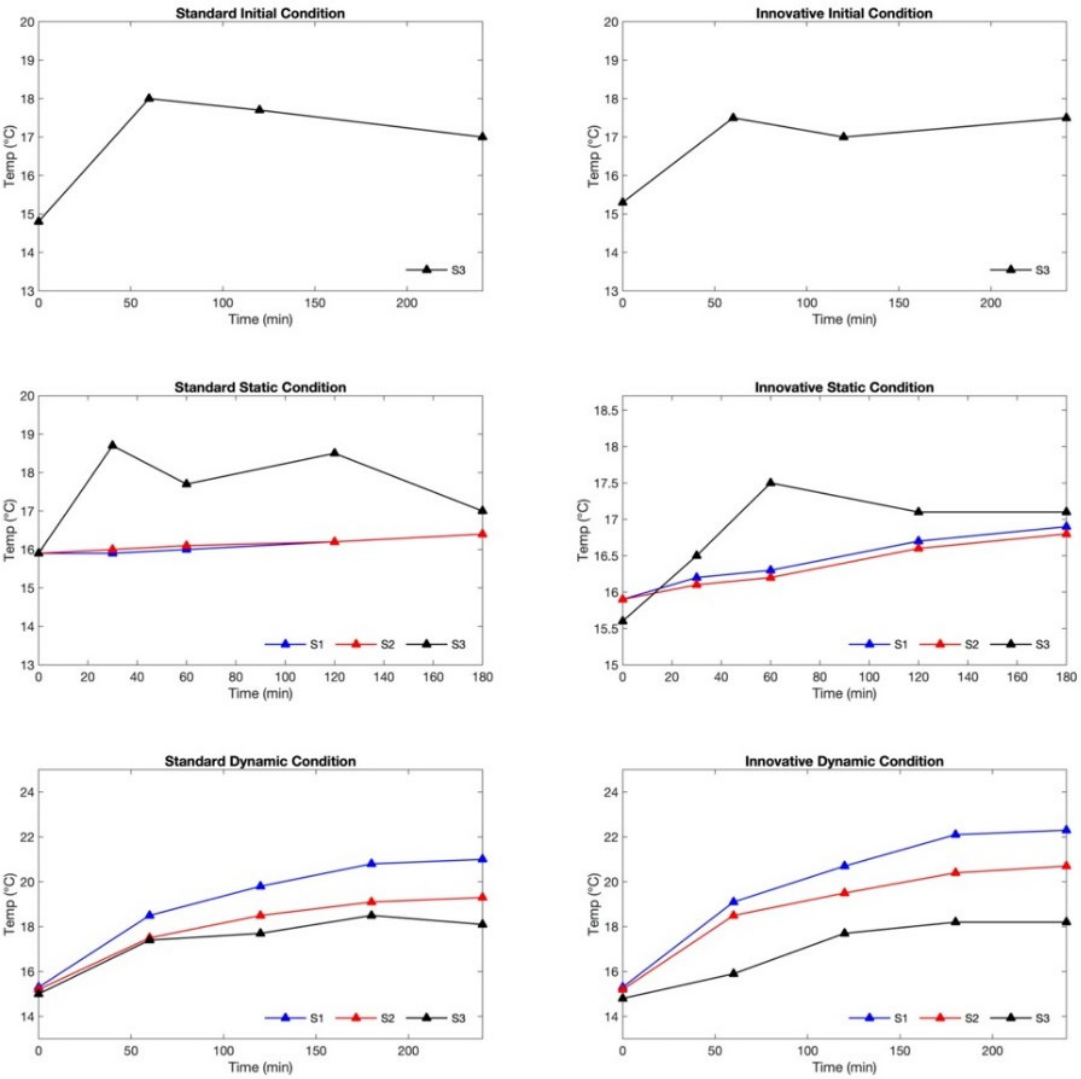 Standard Initial Condition
20
19
18
17
16
15
14
13
Temp (°C)
0 50 100 150 200
Time (min)
S3
Innovative Initial Condition
20
19
18
17
16
15
14
13
Temp (°C)
0 50 100 150 200
Time (min)
S3
Standard Static Condition
20
19
18
17
16
15
14
13
Temp (°C)
S1 S2 S3
0 20 40 60 80 100 120 140 160 180
Time (min)
Innovative Static Condition
18.5
18
17.5
17
16.5
16
15.5
15
Temp (°C)
S1 S2 S3
0 20 40 60 80 100 120 140 160 180
Time (min)
Standard Dynamic Condition
24
22
20
18
16
14
Temp (°C)
S1 S2 S3
0 50 100 150 200
Time (min)
Innovative Dynamic Condition
24
22
20
18
16
14
Temp (°C)
S1 S2 S3
0 50 100 150 200
Time (min)